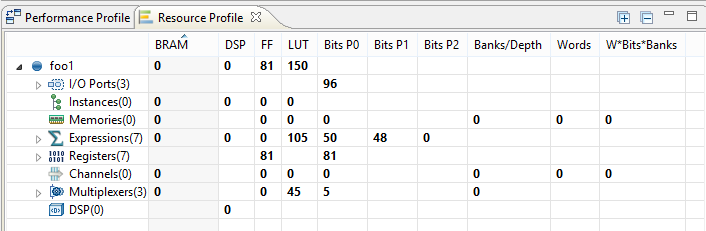 Performance Profile Resource Profile
BRAM DSP FF LUT Bits P0 Bits P1 Bits P2 Banks/Depth Words W*Bits*Banks
foo1 0 0 81 150
I/O Ports(3) 96
Instances(0) 0 0 0 0
Memories(0) 0 0 0 0 0 0 0
Expressions(7) 0 0 0 105 50 48 0
Registers(7) 81 81
Channels(0) 0 0 0 0 0 0 0
Multiplexers(3) 0 0 45 5 0
DSP(0) 0